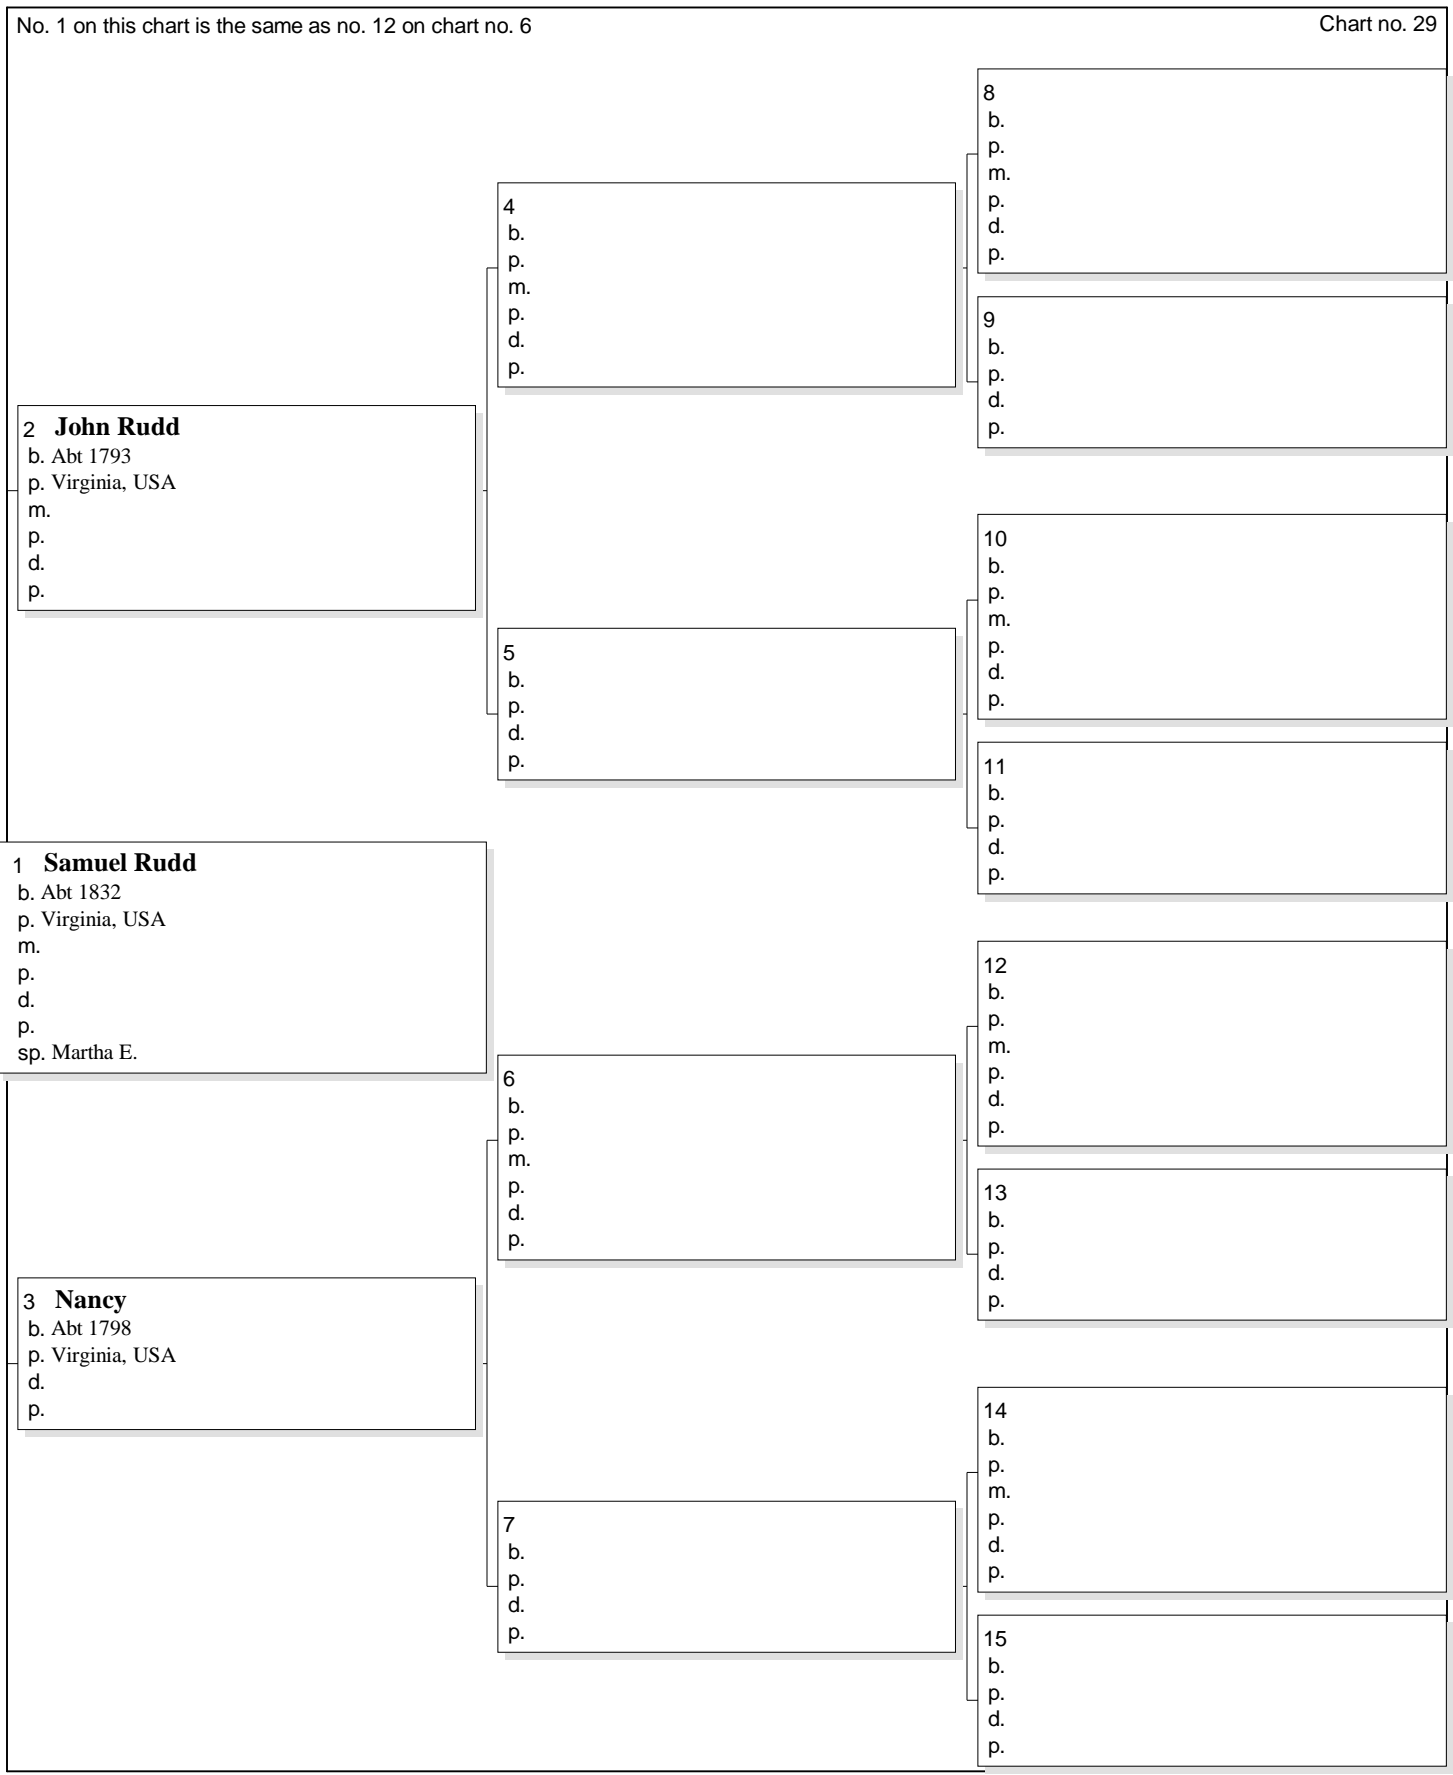 No. 1 on this chart is the same as no. 12 on chart no. 6
Chart no. 29
8
b.
p.
m.
p.
d.
p.
4
b.
p.
m.
p.
d.
p.
9
b.
p.
d.
p.
2 John Rudd
b. Abt 1793
p. Virginia, USA
m.
p.
d.
p.
10
b.
p.
m.
p.
d.
p.
5
b.
p.
d.
p.
11
b.
p.
d.
p.
1 Samuel Rudd
b. Abt 1832
p. Virginia, USA
m.
p.
d.
p.
sp. Martha E.
12
b.
p.
m.
p.
d.
p.
6
b.
p.
m.
p.
d.
p.
13
b.
p.
d.
p.
3 Nancy
b. Abt 1798
p. Virginia, USA
d.
p.
14
b.
p.
m.
p.
d.
p.
7
b.
p.
d.
p.
15
b.
p.
d.
p.